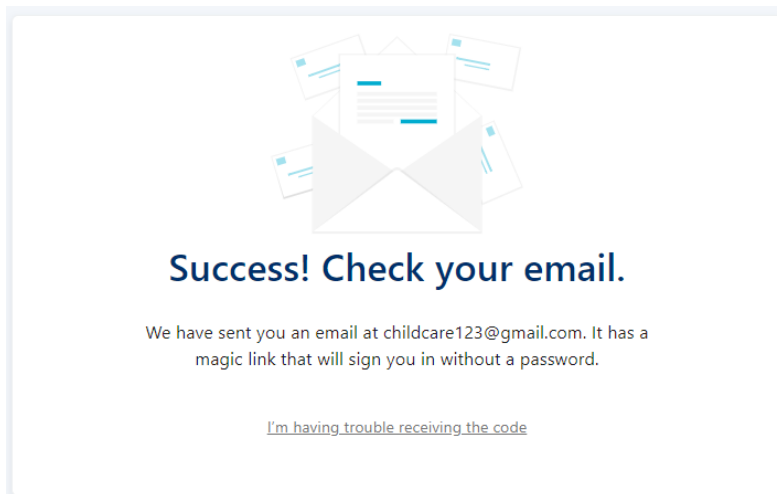 Success! Check your email.
We have sent you an email at childcare123@gmail.com. It has a
magic link that will sign you in without a password.
I'm having trouble receiving the code